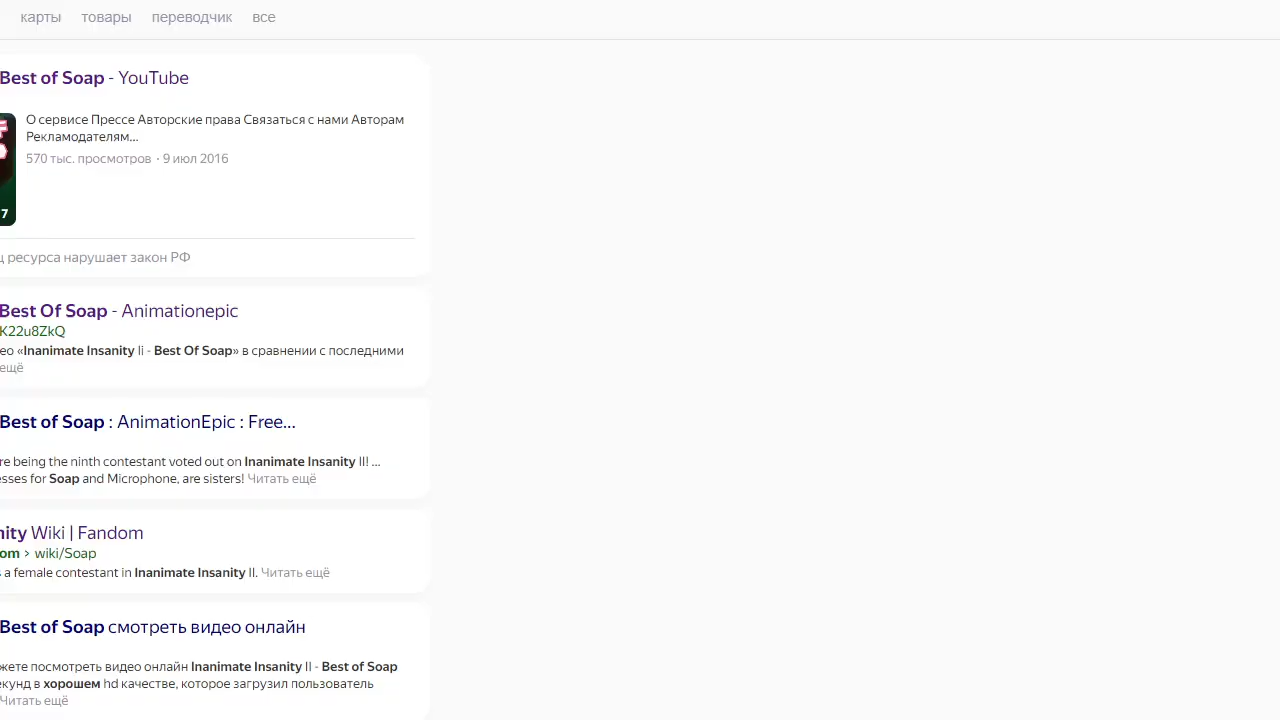 карты товары переводчик все
Best of Soap - YouTube
О сервисе Прессе Авторские права Связаться с нами Авторам
Рекламодателям...
570 тыс. просмотров · 9 июл 2016
7
ресурса нарушает закон РФ
Best Of Soap - Animationepic
K22u8ZkQ
ео «Inanimate Insanity Ii - Best Of Soap» в сравнении с последними
ещё
Best of Soap : AnimationEpic : Free...
re being the ninth contestant voted out on Inanimate Insanity II! ...
esses for Soap and Microphone, are sisters! Читать ещё
nity Wiki | Fandom
om › wiki/Soap
a female contestant in Inanimate Insanity II. Читать ещё
Best of Soap смотреть видео онлайн
жете посмотреть видео онлайн Inanimate Insanity II - Best of Soap
екунд в хорошем hd качестве, которое загрузил пользователь
Читать ещё